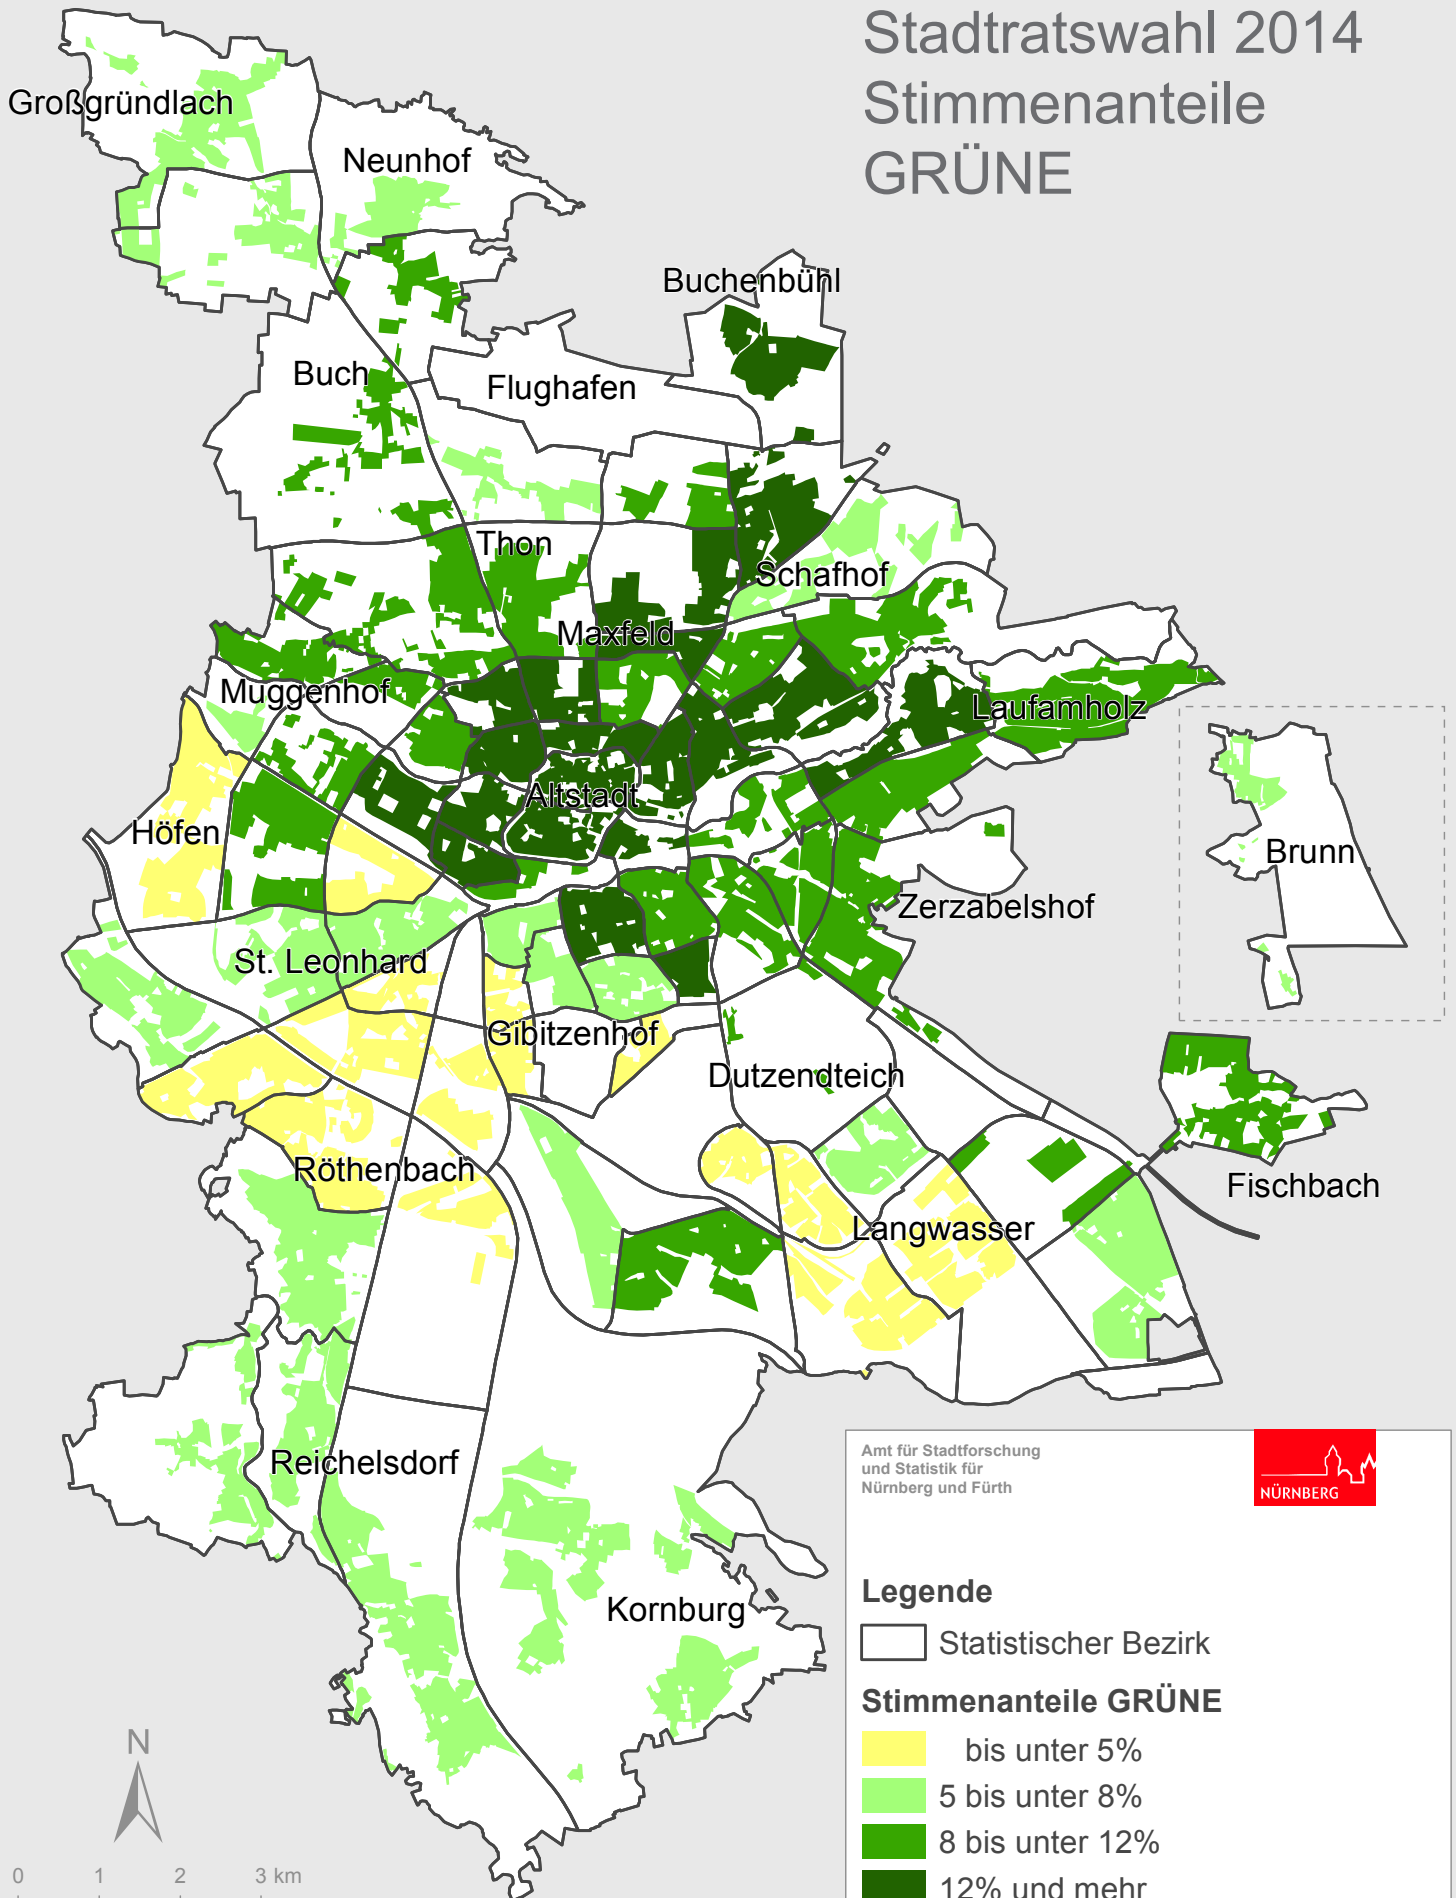 Stadtratswahl 2014
Stimmenanteile
GRÜNE
Großgründlach
Neunhof
Buchenbühl
Buch
Flughafen
Thon
Schafhof
Maxfeld
Muggenhof
Laufamholz
Altstadt
Höfen
Brunn
Zerzabelshof
St. Leonhard
Gibitzenhof
Dutzendteich
Röthenbach
Fischbach
Langwasser
Reichelsdorf
Kornburg
Amt für Stadtforschung
und Statistik für
Nürnberg und Fürth
NÜRNBERG
Legende
Statistischer Bezirk
Stimmenanteile GRÜNE
bis unter 5%
5 bis unter 8%
8 bis unter 12%
12% und mehr
N
0 1 2 3 km